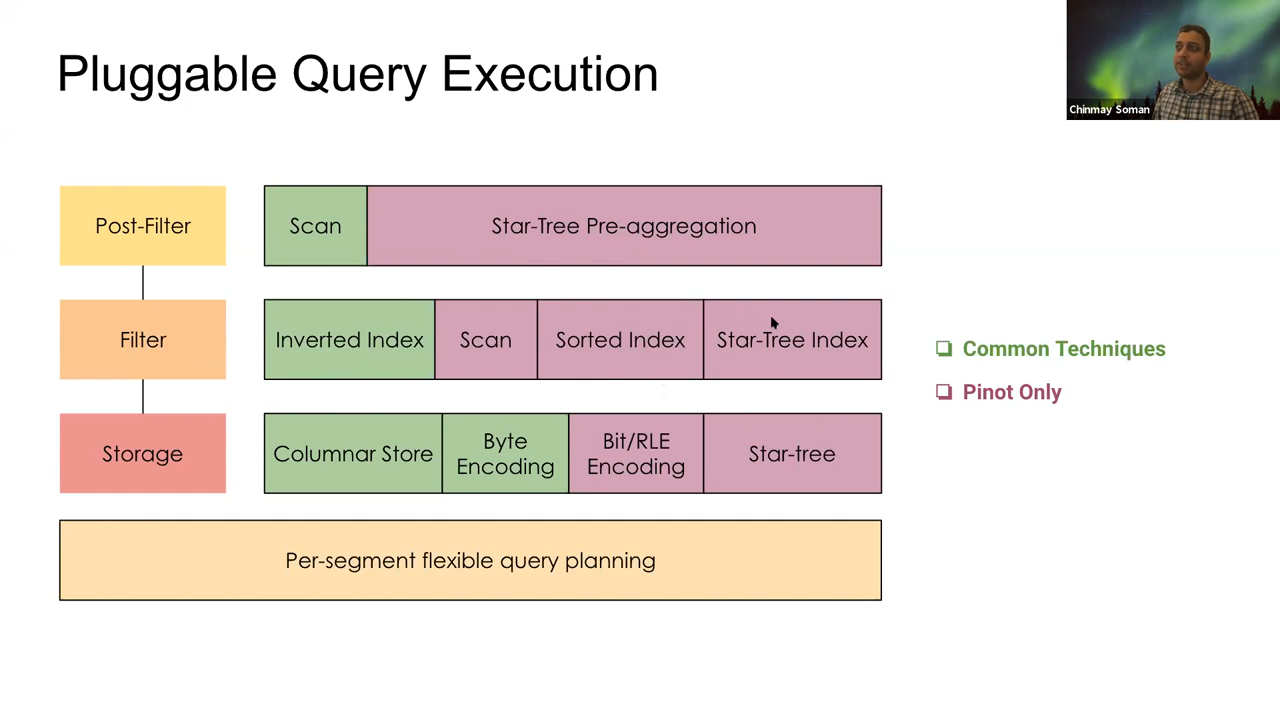 Pluggable Query Execution
Chinmay Soman
Post-Filter
Scan
Star-Tree Pre-aggregation
Filter
Inverted Index
Scan
Sorted Index
Star-Tree Index
Common Techniques
Pinot Only
Storage
Columnar Store
Byte
Encoding
Bit/RLE
Encoding
Star-tree
Per-segment flexible query planning